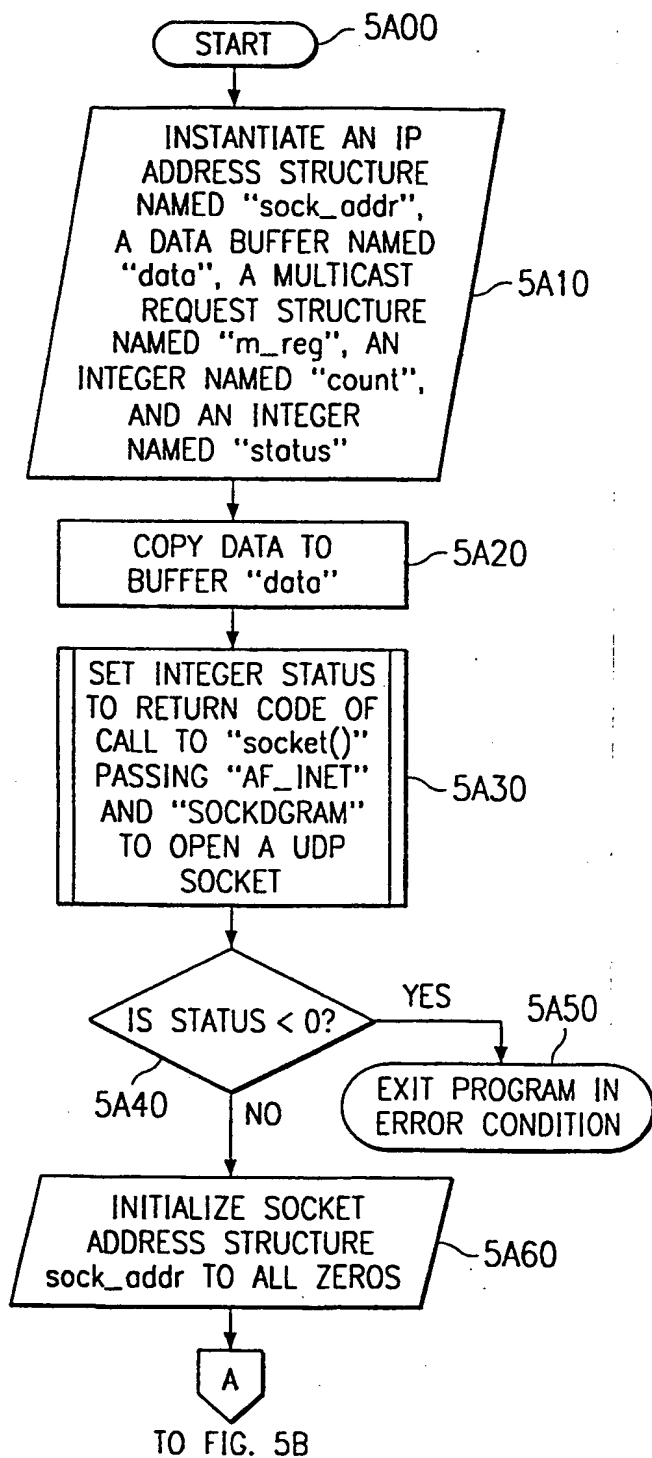 START
5A00
INSTANTIATE AN IP
ADDRESS STRUCTURE
NAMED "sock_addr",
A DATA BUFFER NAMED
"data", A MULTICAST
REQUEST STRUCTURE
NAMED "m_reg", AN
INTEGER NAMED "count",
AND AN INTEGER
NAMED "status"
5A10
COPY DATA TO
BUFFER "data"
5A20
SET INTEGER STATUS
TO RETURN CODE OF
CALL TO "socket()"
PASSING "AF_INET"
AND "SOCKDGRAM"
TO OPEN A UDP
SOCKET
5A30
IS STATUS < 0?
YES
5A40
NO
5A50
EXIT PROGRAM IN
ERROR CONDITION
INITIALIZE SOCKET
ADDRESS STRUCTURE
sock_addr TO ALL ZEROS
5A60
A
TO FIG. 5B